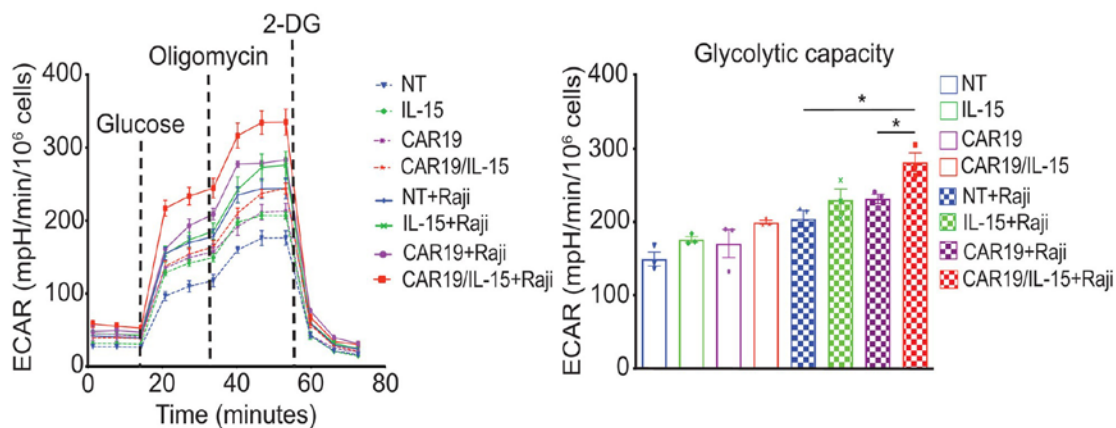 2-DG
Oligomycin
Glucose
ECAR (mpH/min/10⁶ cells)
400
300
200
100
0
0 20 40 60 80
Time (minutes)
NT
IL-15
CAR19
CAR19/IL-15
NT+Raji
IL-15+Raji
CAR19+Raji
CAR19/IL-15+Raji
Glycolytic capacity
ECAR (mpH/min/10⁶ cells)
400
300
200
100
0
*
*
NT
IL-15
CAR19
CAR19/IL-15
NT+Raji
IL-15+Raji
CAR19+Raji
CAR19/IL-15+Raji